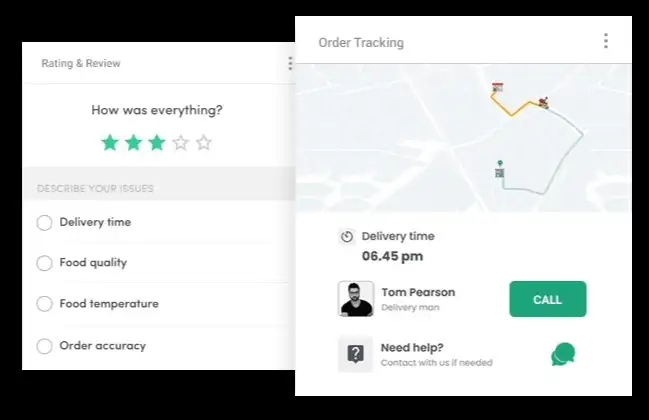 Rating & Review
How was everything?
DESCRIBE YOUR ISSUES
Delivery time
Food quality
Food temperature
Order accuracy
Order Tracking
Delivery time
06.45 pm
Tom Pearson
Delivery man
CALL
Need help?
Contact with us if needed